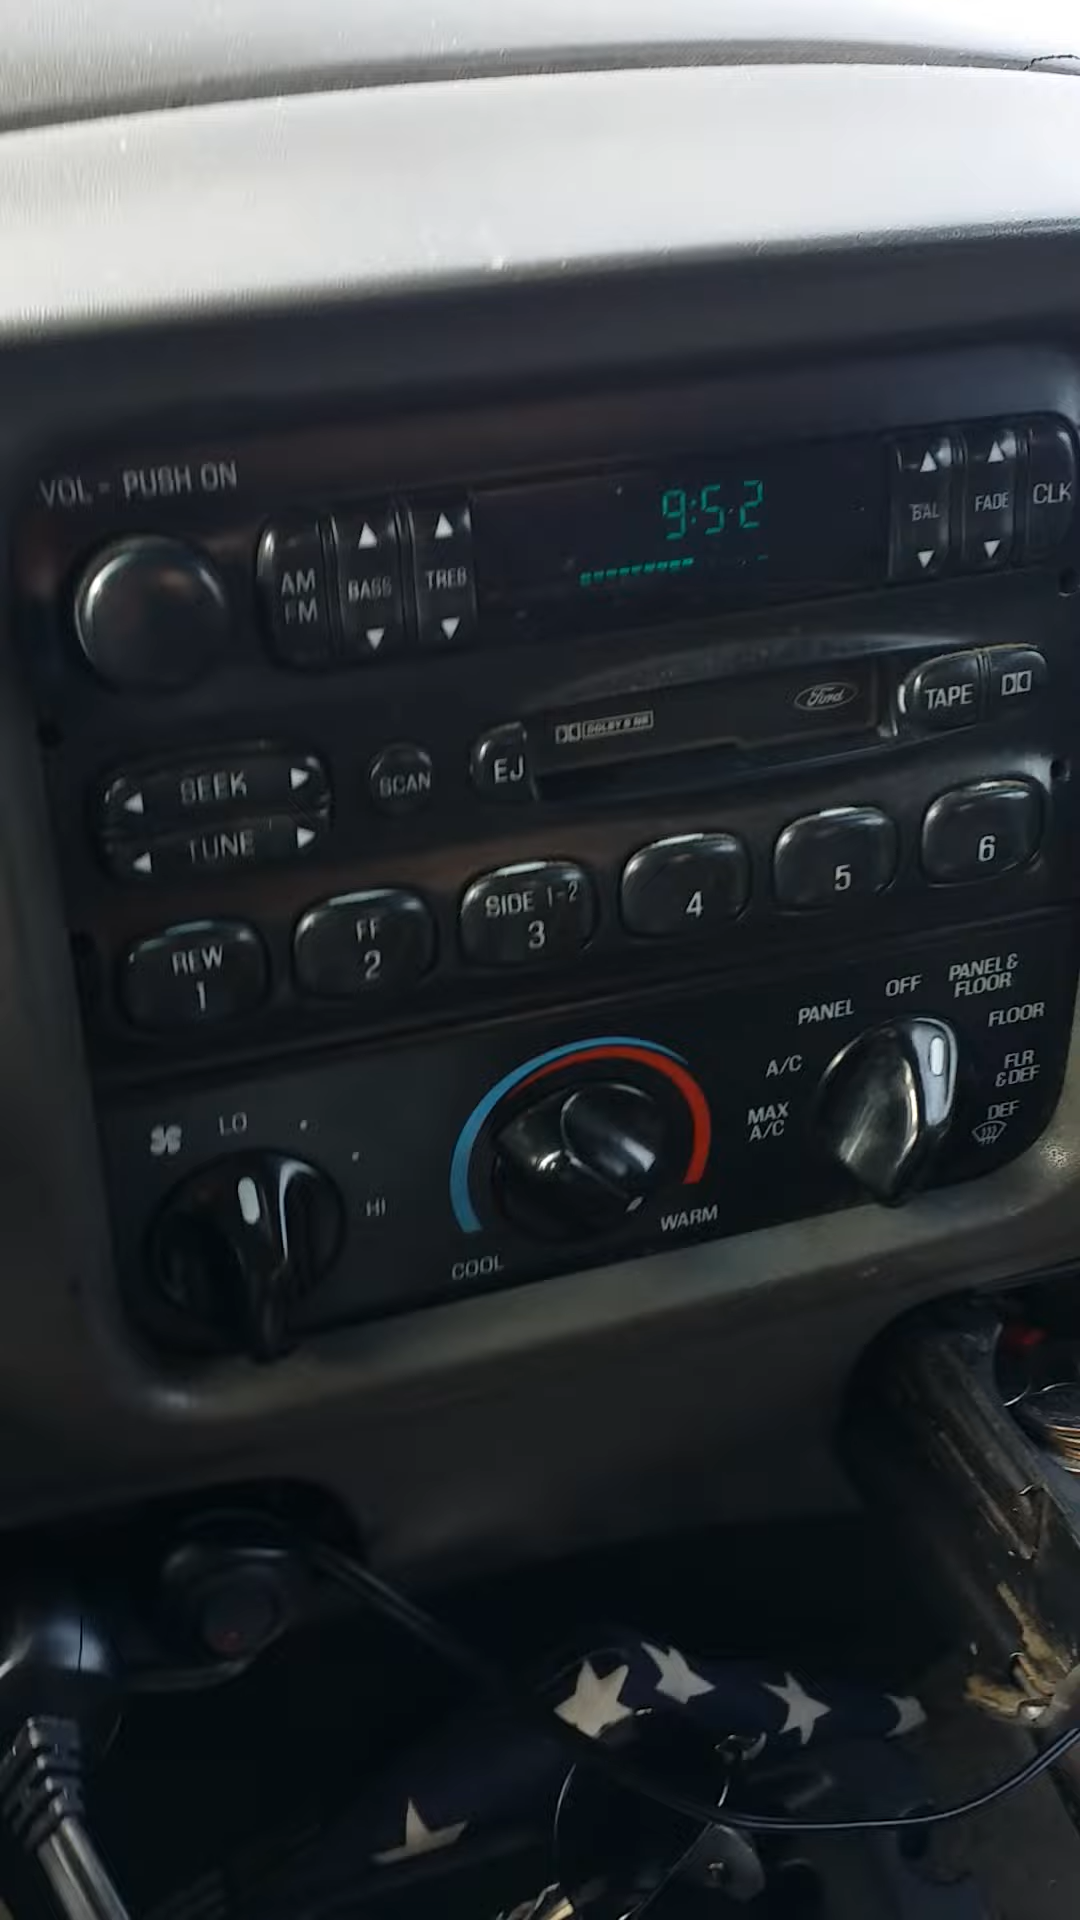 VOL - PUSH ON
9:52
AM
FM
BASS
TREB
BAL
FADE
CLK
DOLBY B NR
Ford
TAPE
SEEK
SCAN
EJ
TUNE
REW
1
FF
2
SIDE 1-2
3
4
5
6
LO
HI
COOL
WARM
MAX
A/C
A/C
PANEL
OFF
PANEL &
FLOOR
FLOOR
FLR
& DEF
DEF